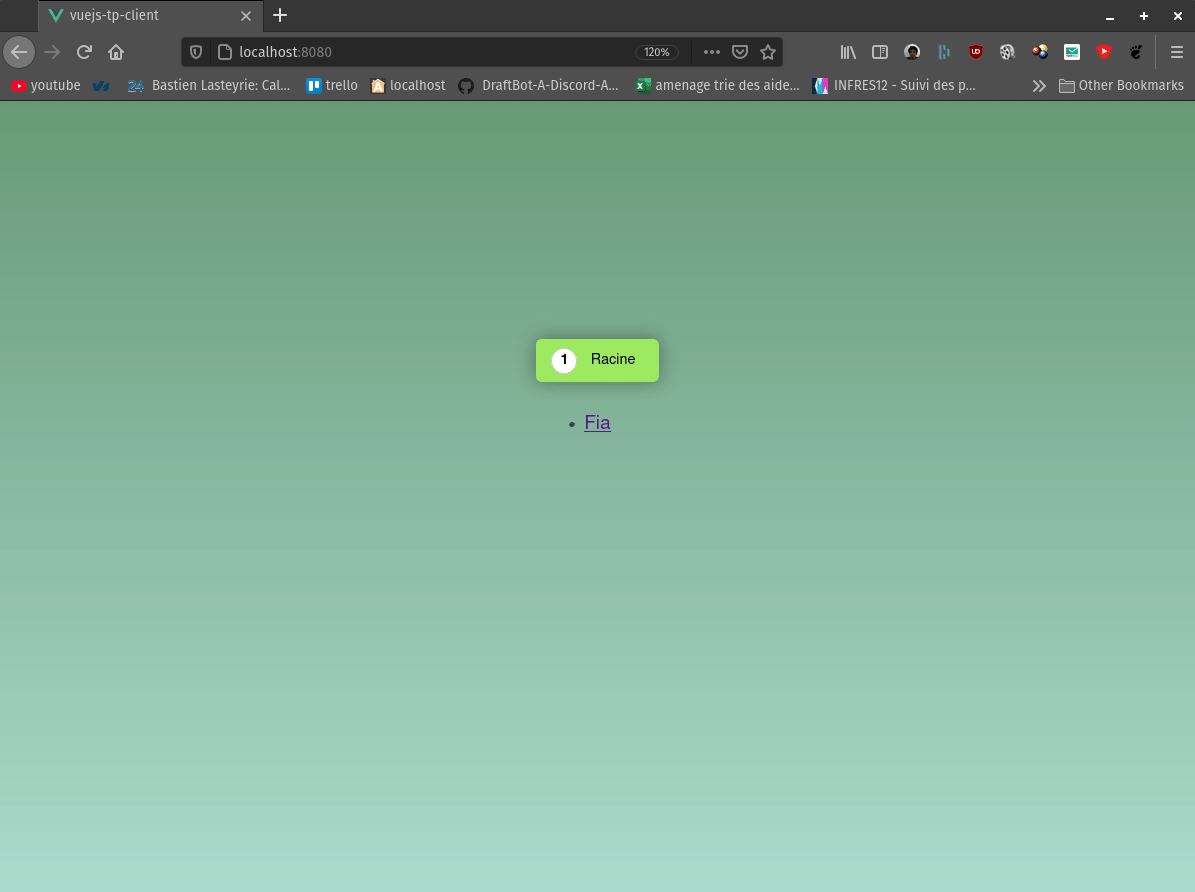 vuejs-tp-client
localhost:8080
120%
youtube
24 Bastien Lasteyrie: Cal...
trello
localhost
DraftBot-A-Discord-A...
amenage trie des aide...
INFRES12 - Suivi des p...
Other Bookmarks
1 Racine
Fia